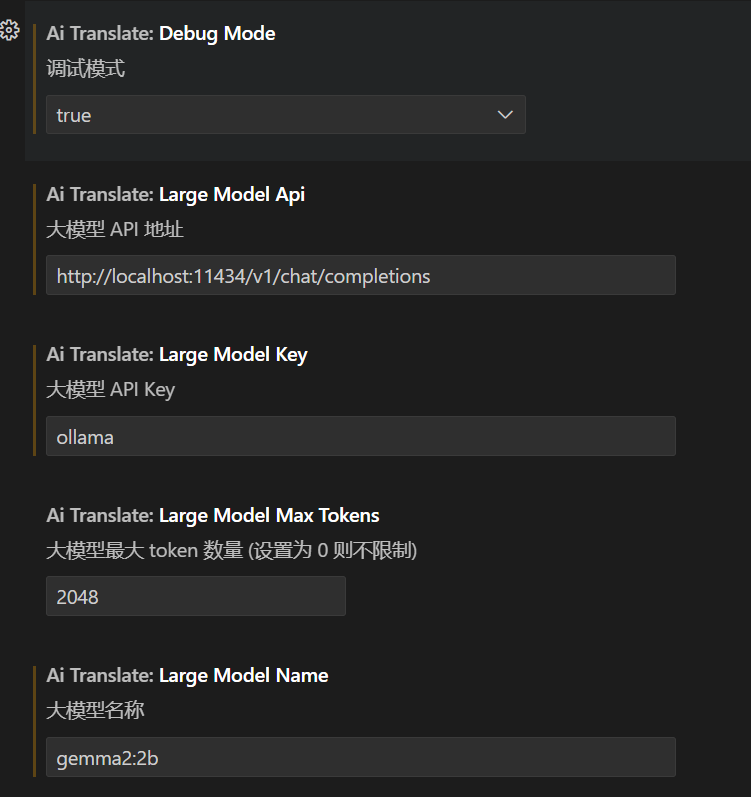 Ai Translate: Debug Mode
调试模式
true
Ai Translate: Large Model Api
大模型 API 地址
http://localhost:11434/v1/chat/completions
Ai Translate: Large Model Key
大模型 API Key
ollama
Ai Translate: Large Model Max Tokens
大模型最大 token 数量 (设置为 0 则不限制)
2048
Ai Translate: Large Model Name
大模型名称
gemma2:2b